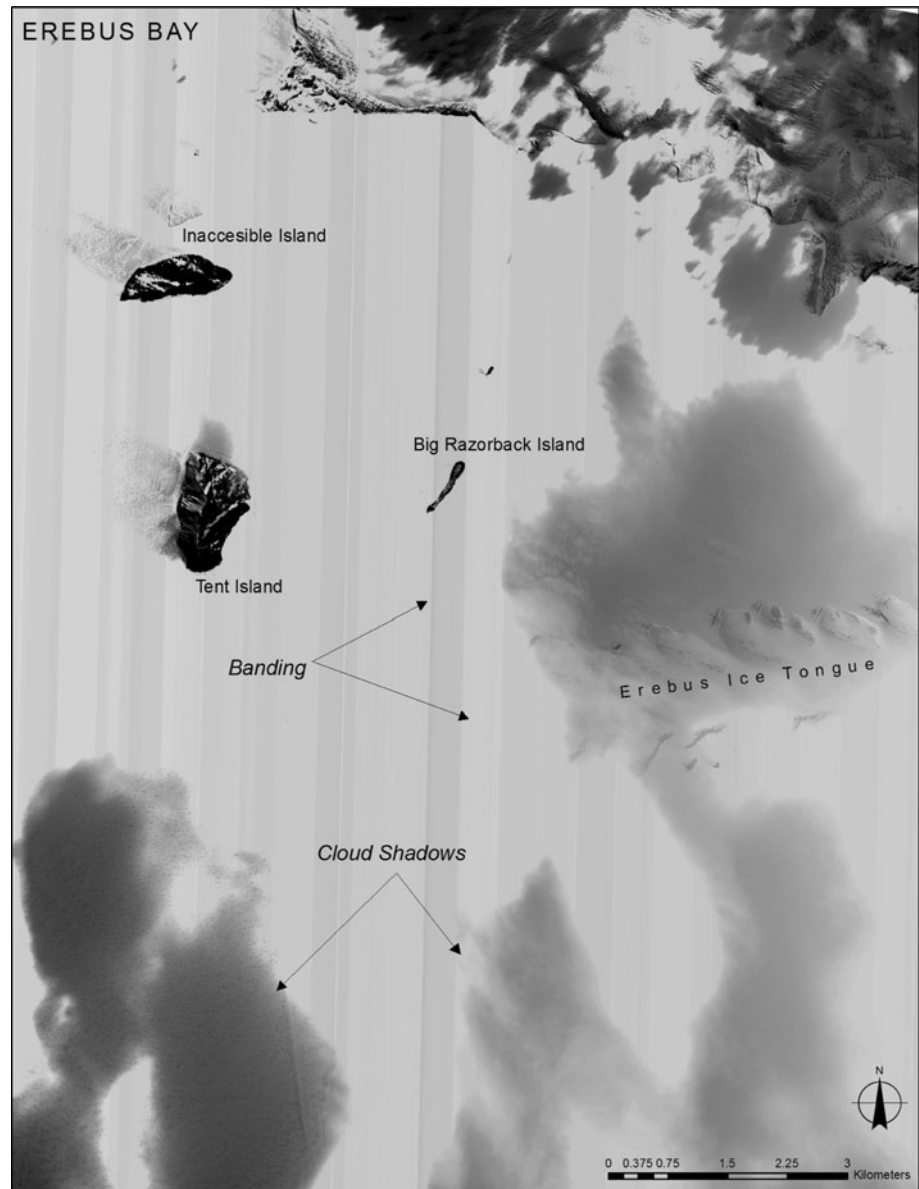 EREBUS BAY
Inaccesible Island
Big Razorback Island
Tent Island
Banding
Erebus Ice Tongue
Cloud Shadows
N
0 0.375 0.75 1.5 2.25 3
Kilometers